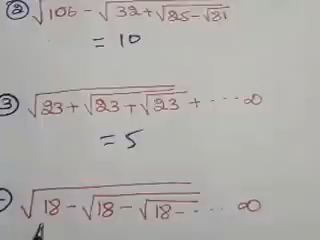 ② √106 - √32 + √25 - √81
= 10
③ √23 + √23 + √23 + ··· ∞
= 5
√18 - √18 - √18 - ··· ∞